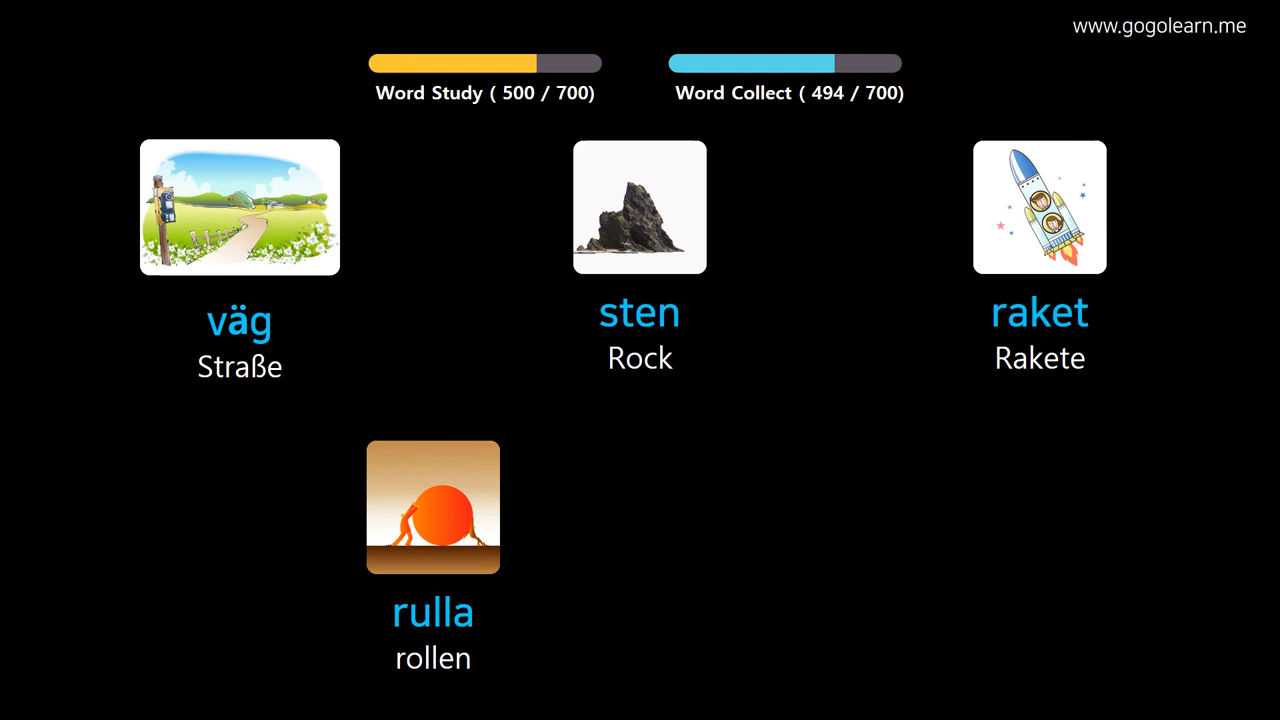 www.gogolearn.me
Word Study ( 500 / 700)
Word Collect ( 494 / 700)
väg
Straße
sten
Rock
raket
Rakete
rulla
rollen